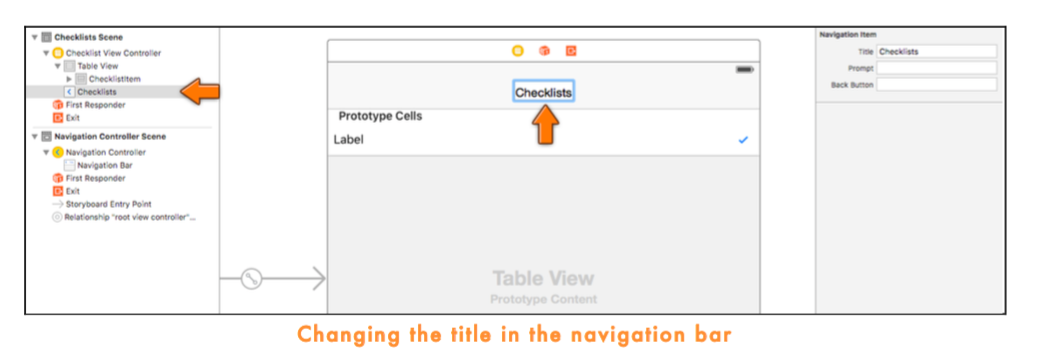 Checklists Scene
Checklist View Controller
Table View
ChecklistItem
Checklists
First Responder
Exit
Navigation Controller Scene
Navigation Controller
Navigation Bar
First Responder
Exit
Storyboard Entry Point
Relationship "root view controller"...
Checklists
Prototype Cells
Label
Table View
Prototype Content
Navigation Item
Title Checklists
Prompt
Back Button
Changing the title in the navigation bar